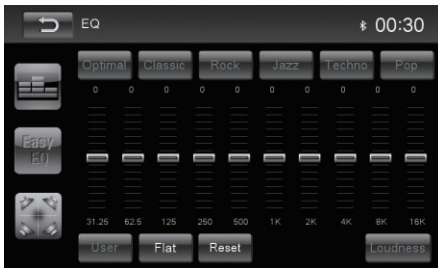 EQ 00:30
Optimal Classic Rock Jazz Techno Pop
0 0 0 0 0 0 0 0 0 0
Easy
EQ
31.25 62.5 125 250 500 1K 2K 4K 8K 16K
User Flat Reset Loudness